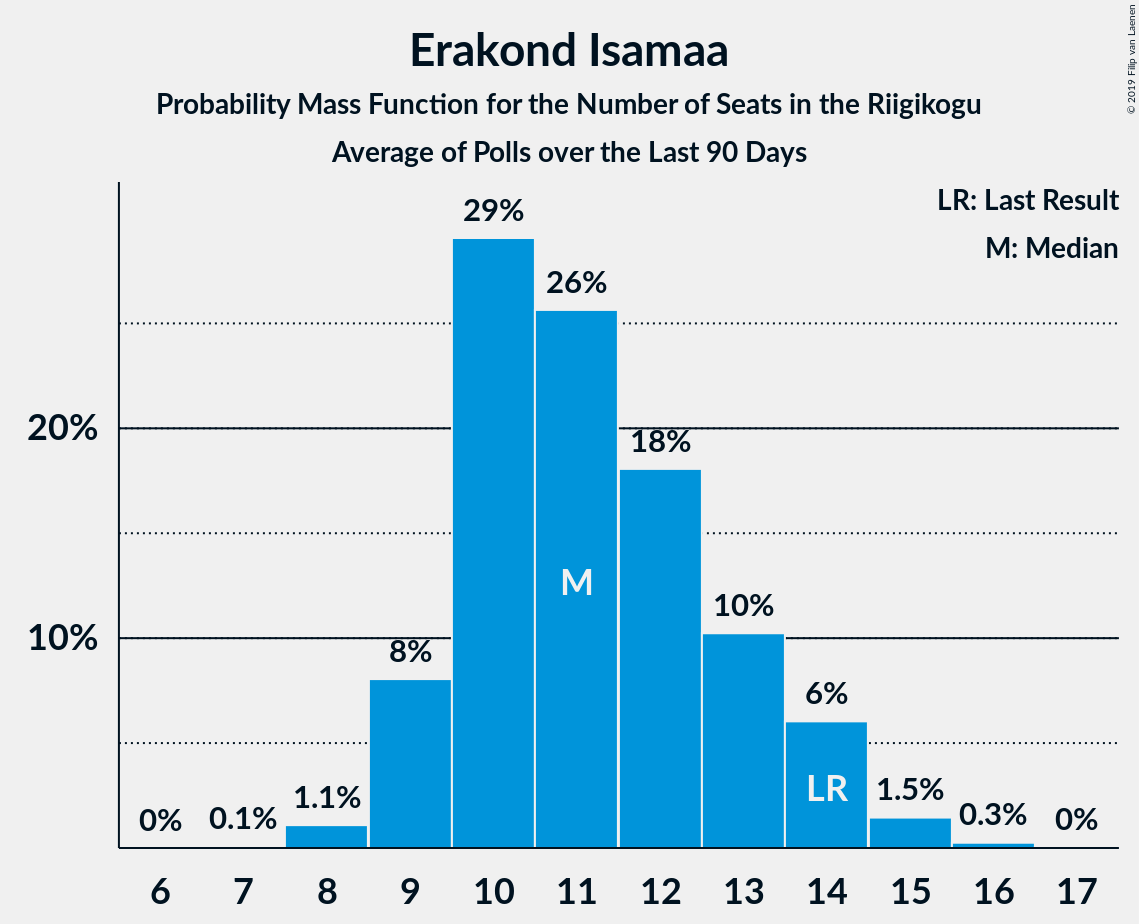 Erakond Isamaa
Probability Mass Function for the Number of Seats in the Riigikogu
Average of Polls over the Last 90 Days
© 2019 Filip van Laenen
LR: Last Result
M: Median
29%
26%
20%
18%
M
10%
10%
8%
6%
LR
0%
0.1%
1.1%
1.5%
0.3%
0%
6 7 8 9 10 11 12 13 14 15 16 17